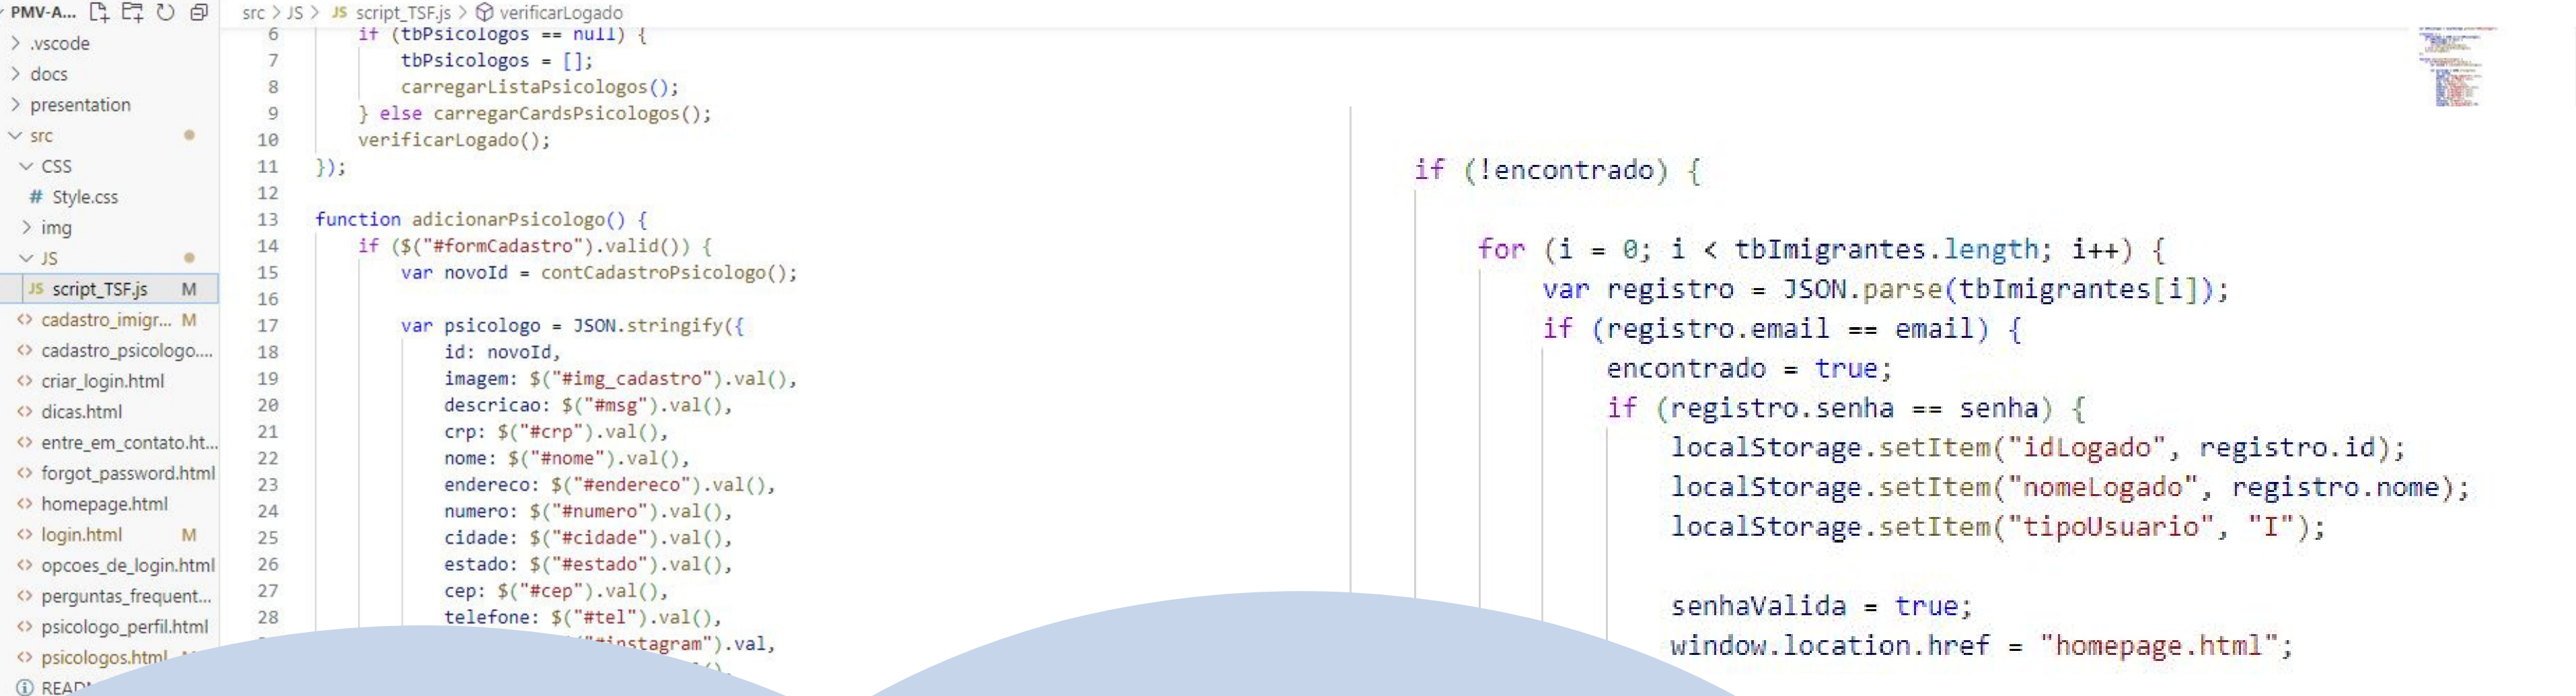 PMV-A...
.vscode
docs
presentation
src
CSS
# Style.css
img
JS
JS script_TSF.js M
<> cadastro_imigr... M
<> cadastro_psicologo....
<> criar_login.html
<> dicas.html
<> entre_em_contato.ht...
<> forgot_password.html
<> homepage.html
<> login.html M
<> opcoes_de_login.html
<> perguntas_frequent...
<> psicologo_perfil.html
<> psicologos.html
src > JS > JS script_TSF.js > verificarLogado
6 if (tbPsicologos == null) {
7 tbPsicologos = [];
8 carregarListaPsicologos();
9 } else carregarCardsPsicologos();
10 verificarLogado();
11 });
12
13 function adicionarPsicologo() {
14 if ($("#formCadastro").valid()) {
15 var novoId = contCadastroPsicologo();
16
17 var psicologo = JSON.stringify({
18 id: novoId,
19 imagem: $("#img_cadastro").val(),
20 descricao: $("#msg").val(),
21 crp: $("#crp").val(),
22 nome: $("#nome").val(),
23 endereco: $("#endereco").val(),
24 numero: $("#numero").val(),
25 cidade: $("#cidade").val(),
26 estado: $("#estado").val(),
27 cep: $("#cep").val(),
28 telefone: $("#tel").val(),
"#instagram").val,
if (!encontrado) {
for (i = 0; i < tbImigrantes.length; i++) {
var registro = JSON.parse(tbImigrantes[i]);
if (registro.email == email) {
encontrado = true;
if (registro.senha == senha) {
localStorage.setItem("idLogado", registro.id);
localStorage.setItem("nomeLogado", registro.nome);
localStorage.setItem("tipoUsuario", "I");
senhaValida = true;
window.location.href = "homepage.html";